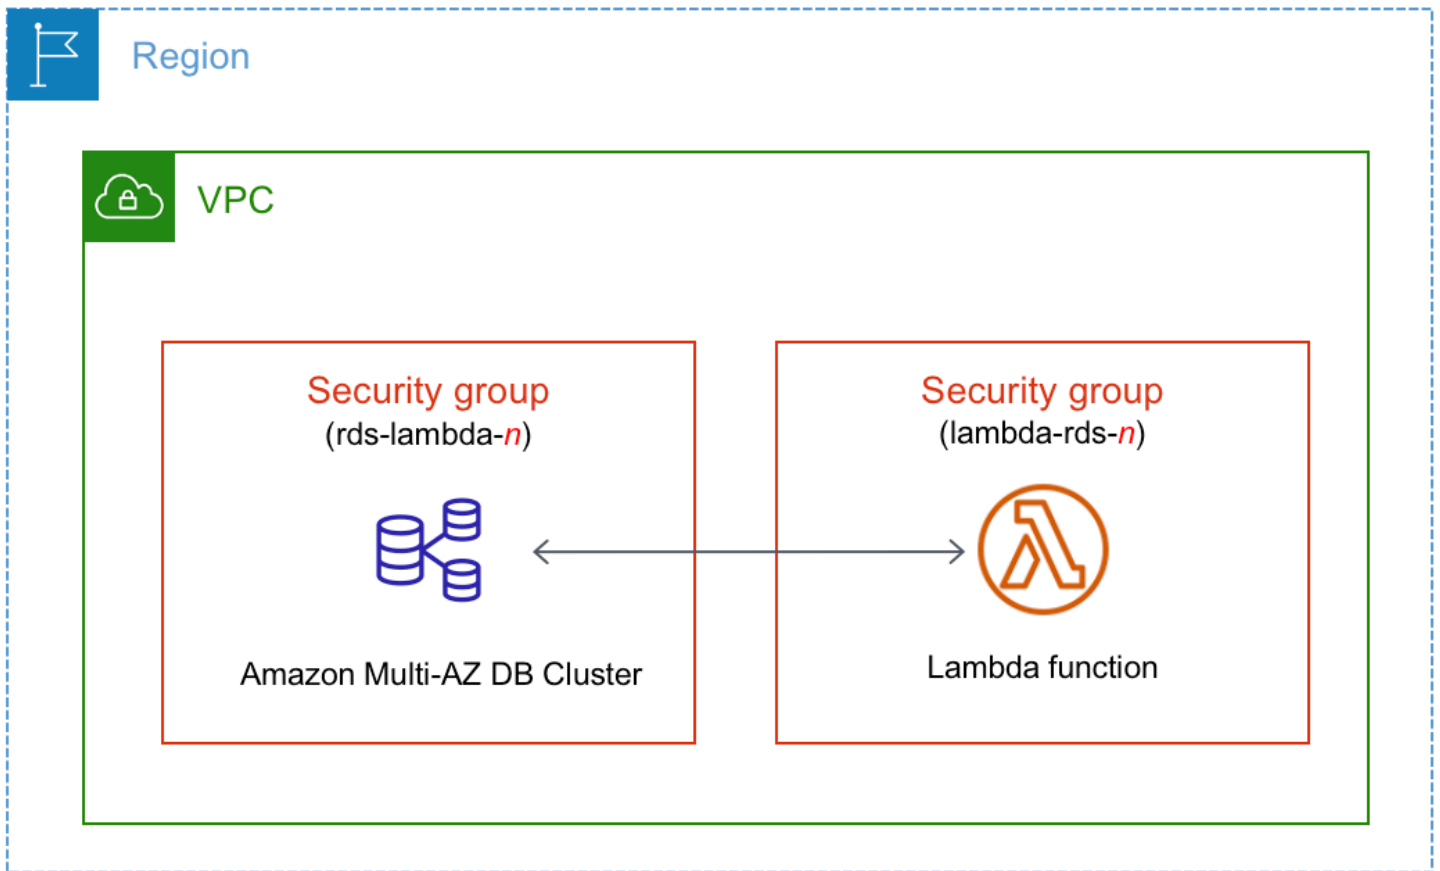 Region
VPC
Security group
(rds-lambda-n)
Amazon Multi-AZ DB Cluster
Security group
(lambda-rds-n)
Lambda function